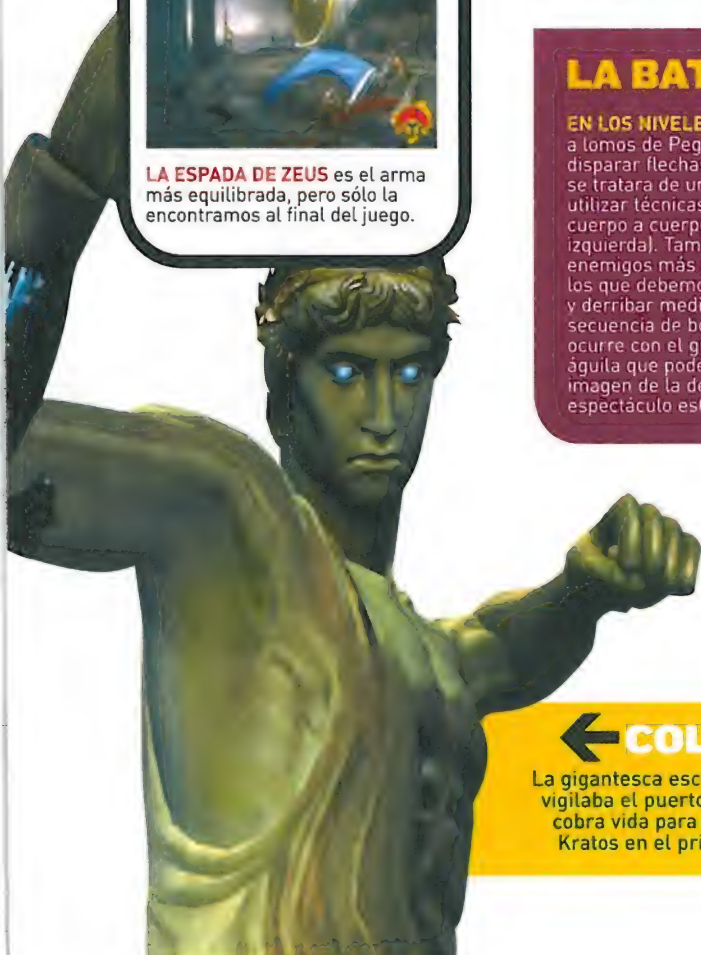 LA ESPADA DE ZEUS es el arma
más equilibrada, pero sólo la
encontramos al final del juego.
LA BAT
EN LOS NIVELE
a lomos de Peg
disparar flecha
se tratara de un
utilizar técnicas
cuerpo a cuerp
izquierda). Tam
enemigos más
los que debemo
y derribar medi
secuencia de bo
ocurre con el g
águila que pode
imagen de la de
espectáculo est
COL
La gigantesca esc
vigilaba el puerto
cobra vida para
Kratos en el pri